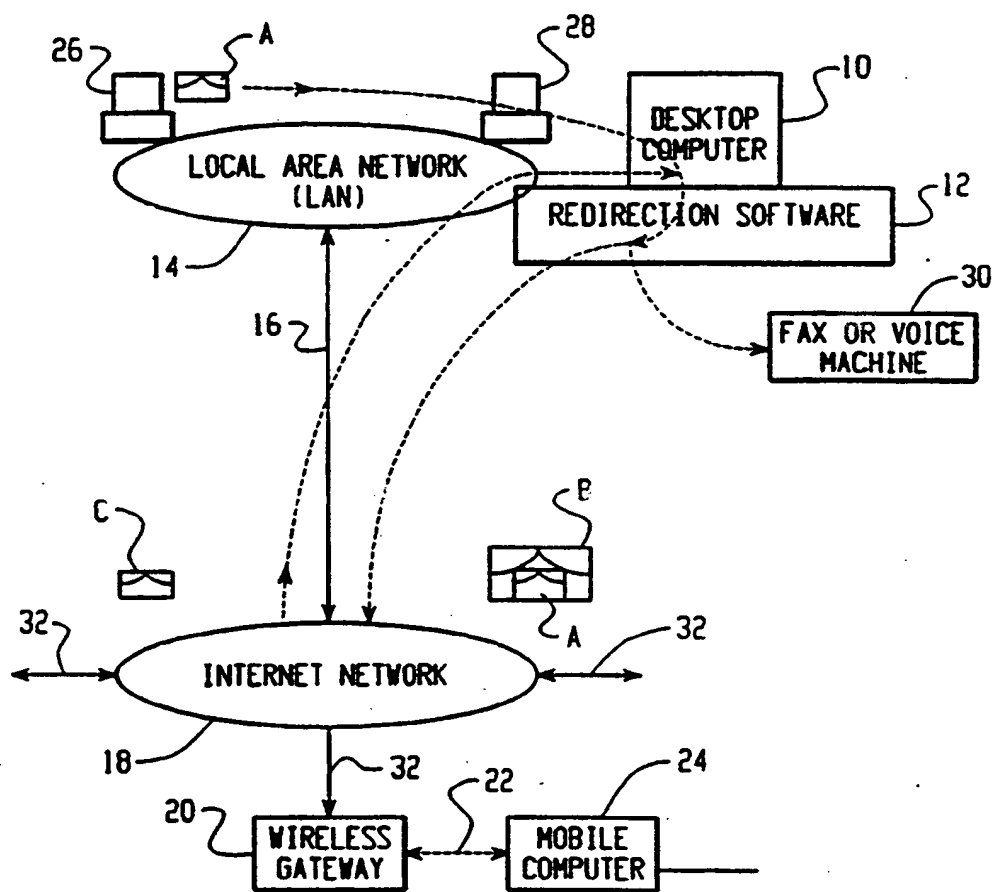 26
A
28
10
DESKTOP
COMPUTER
LOCAL AREA NETWORK
(LAN)
REDIRECTION SOFTWARE
12
14
30
16
FAX OR VOICE
MACHINE
C
B
A
32
32
INTERNET NETWORK
18
32
22
24
20
WIRELESS
GATEWAY
MOBILE
COMPUTER